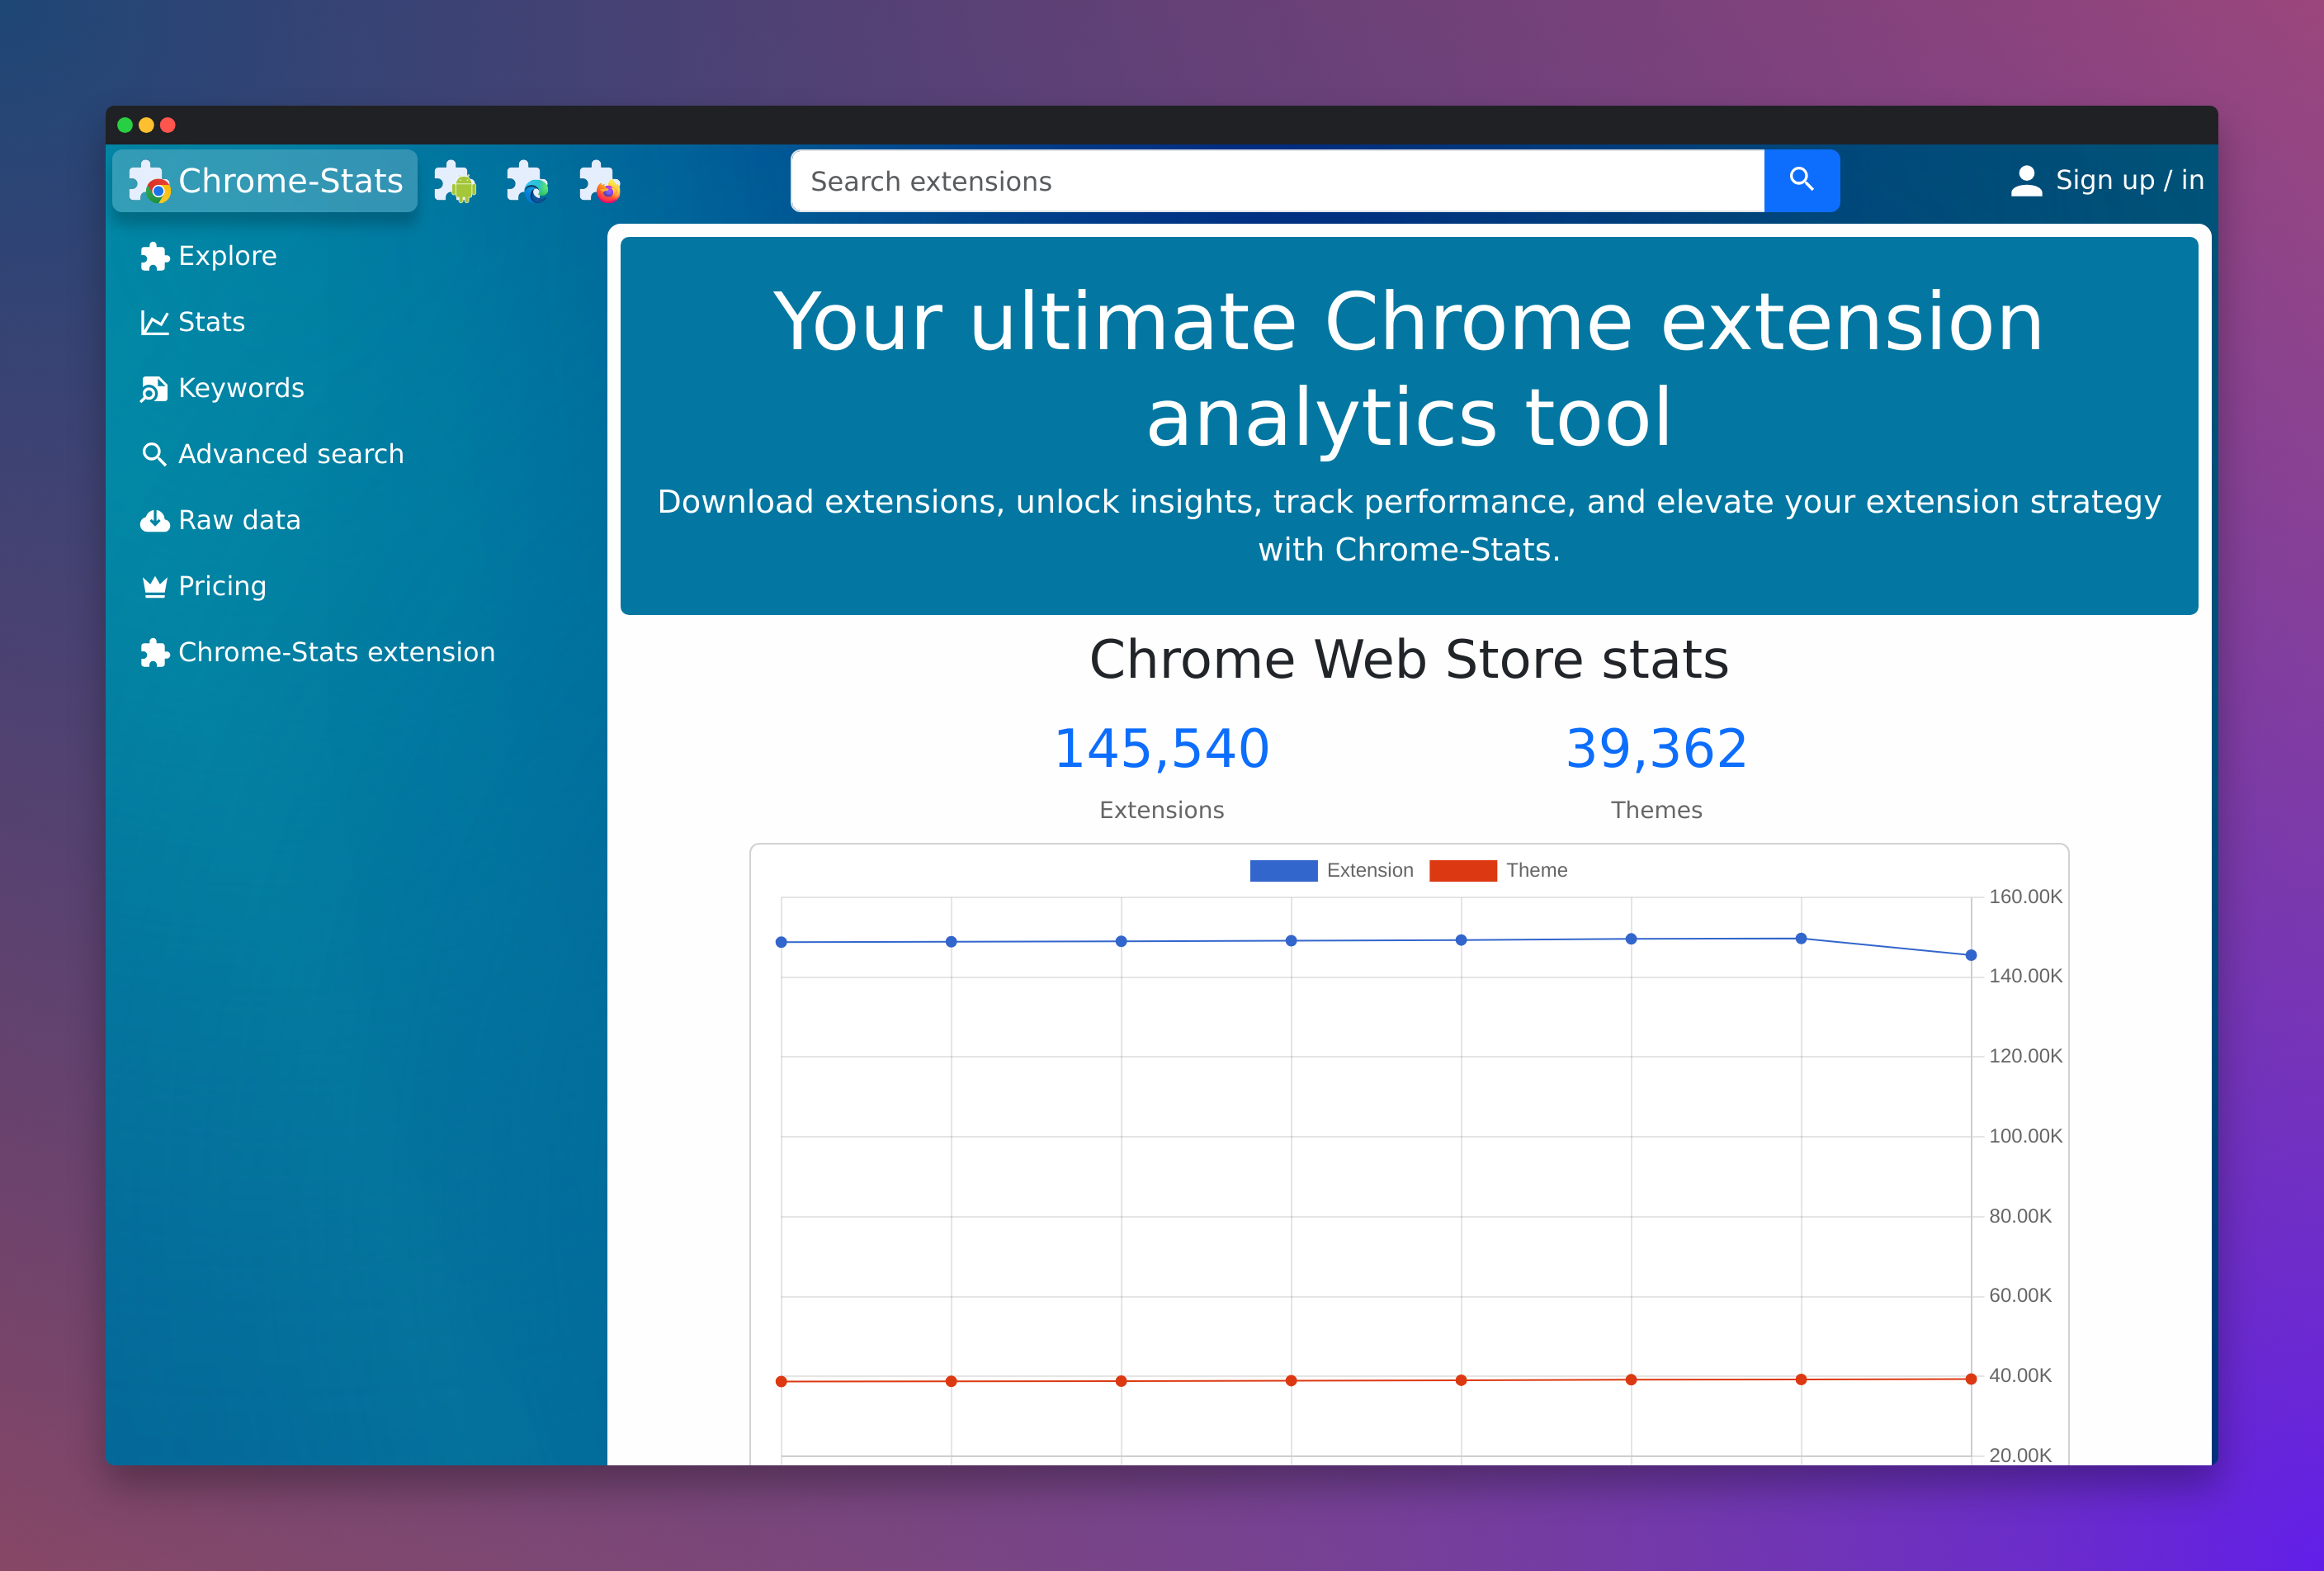 Chrome-Stats
Search extensions
Sign up / in
Explore
Stats
Keywords
Advanced search
Raw data
Pricing
Chrome-Stats extension
Your ultimate Chrome extension
analytics tool
Download extensions, unlock insights, track performance, and elevate your extension strategy
with Chrome-Stats.
Chrome Web Store stats
145,540
39,362
Extensions
Themes
Extension
Theme
160.00K
140.00K
120.00K
100.00K
80.00K
60.00K
40.00K
20.00K